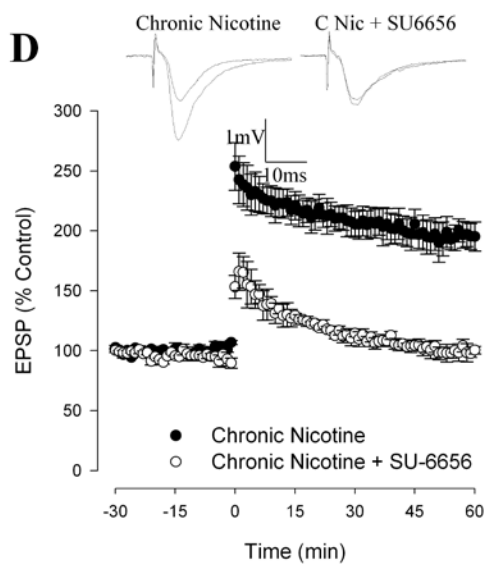 D
Chronic Nicotine
C Nic + SU6656
1mV
10ms
EPSP (% Control)
300
250
200
150
100
50
0
Chronic Nicotine
Chronic Nicotine + SU-6656
-30 -15 0 15 30 45 60
Time (min)